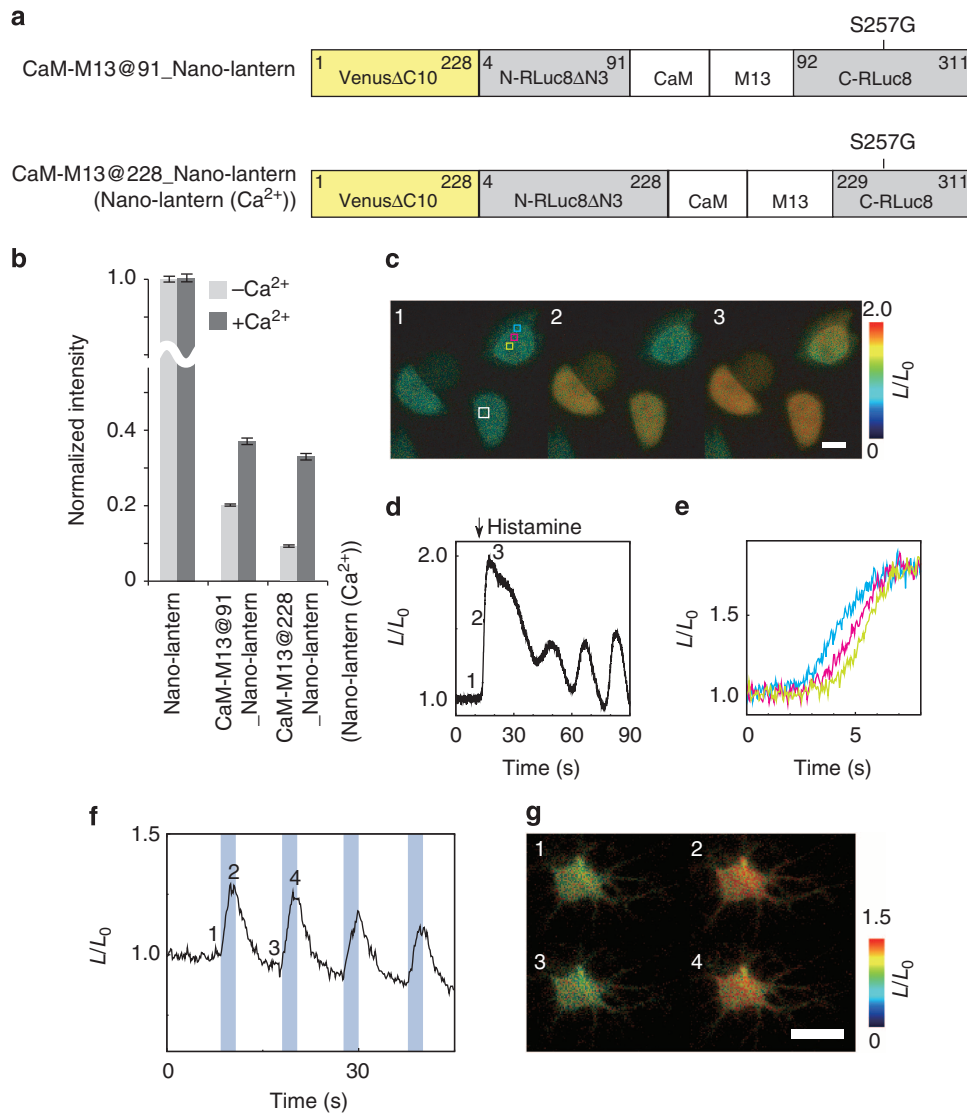 a
S257G
CaM-M13@91_Nano-lantern
1 228 4 91 92 311
VenusΔC10 N-RLuc8ΔN3 CaM M13 C-RLuc8
S257G
CaM-M13@228_Nano-lantern
(Nano-lantern (Ca²⁺))
1 228 4 228 229 311
VenusΔC10 N-RLuc8ΔN3 CaM M13 C-RLuc8
b
Normalized intensity
1.0
0.4
0.2
0
–Ca²⁺
+Ca²⁺
Nano-lantern
CaM-M13@91
_Nano-lantern
CaM-M13@228
_Nano-lantern
(Nano-lantern (Ca²⁺))
c
1 2 3
2.0
L/L₀
0
d
Histamine
2.0
1.0
L/L₀
1
2
3
0 30 60 90
Time (s)
e
1.5
1.0
L/L₀
0 5
Time (s)
f
1.5
1.0
L/L₀
1
2
3
4
0 30
Time (s)
g
1 2
3 4
1.5
L/L₀
0